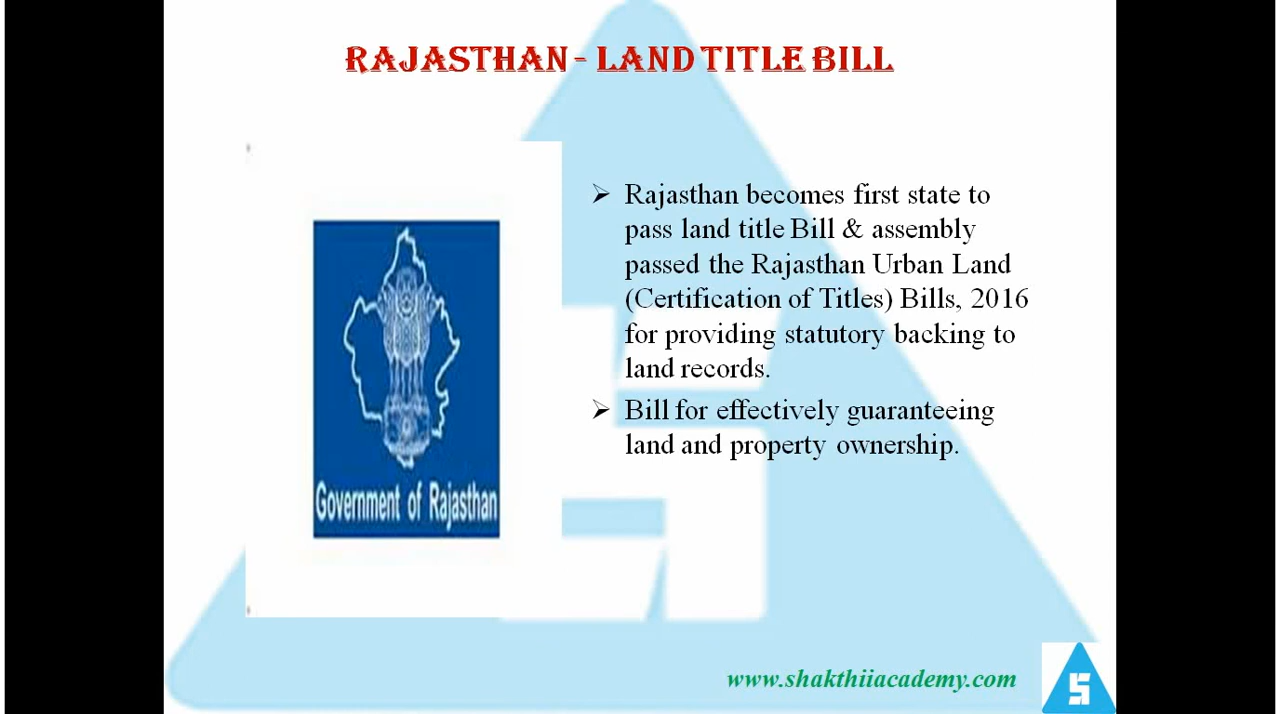 RAJASTHAN - LAND TITLE BILL
➢ Rajasthan becomes first state to
pass land title Bill & assembly
passed the Rajasthan Urban Land
(Certification of Titles) Bills, 2016
for providing statutory backing to
land records.
➢ Bill for effectively guaranteeing
land and property ownership.
Government of Rajasthan
www.shakthiiacademy.com
S